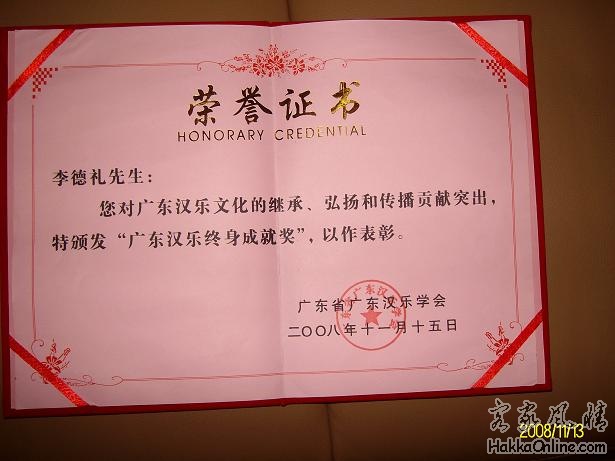 荣誉证书
HONORARY CREDENTIAL
李德礼先生：
您对广东汉乐文化的继承、弘扬和传播贡献突出，
特颁发“广东汉乐终身成就奖”，以作表彰。
广东省广东汉乐学会
二〇〇八年十一月十五日
客家风情
2008/11/13
HakkaOnline.com